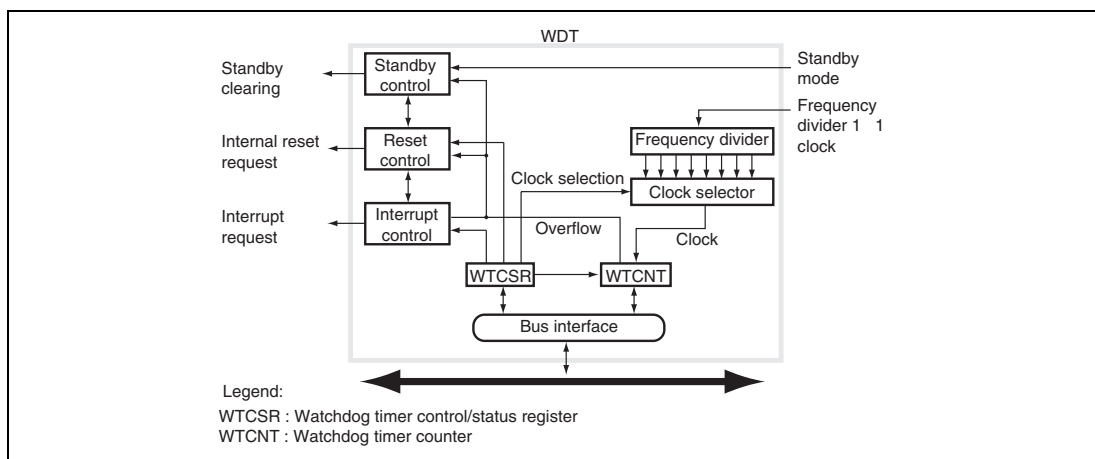 WDT
Standby
clearing
Standby
control
Standby
mode
Frequency
divider 1 1
clock
Internal reset
request
Reset
control
Frequency divider
Clock selection
Clock selector
Interrupt
request
Interrupt
control
Overflow
Clock
WTCSR
WTCNT
Bus interface
Legend:
WTCSR : Watchdog timer control/status register
WTCNT : Watchdog timer counter